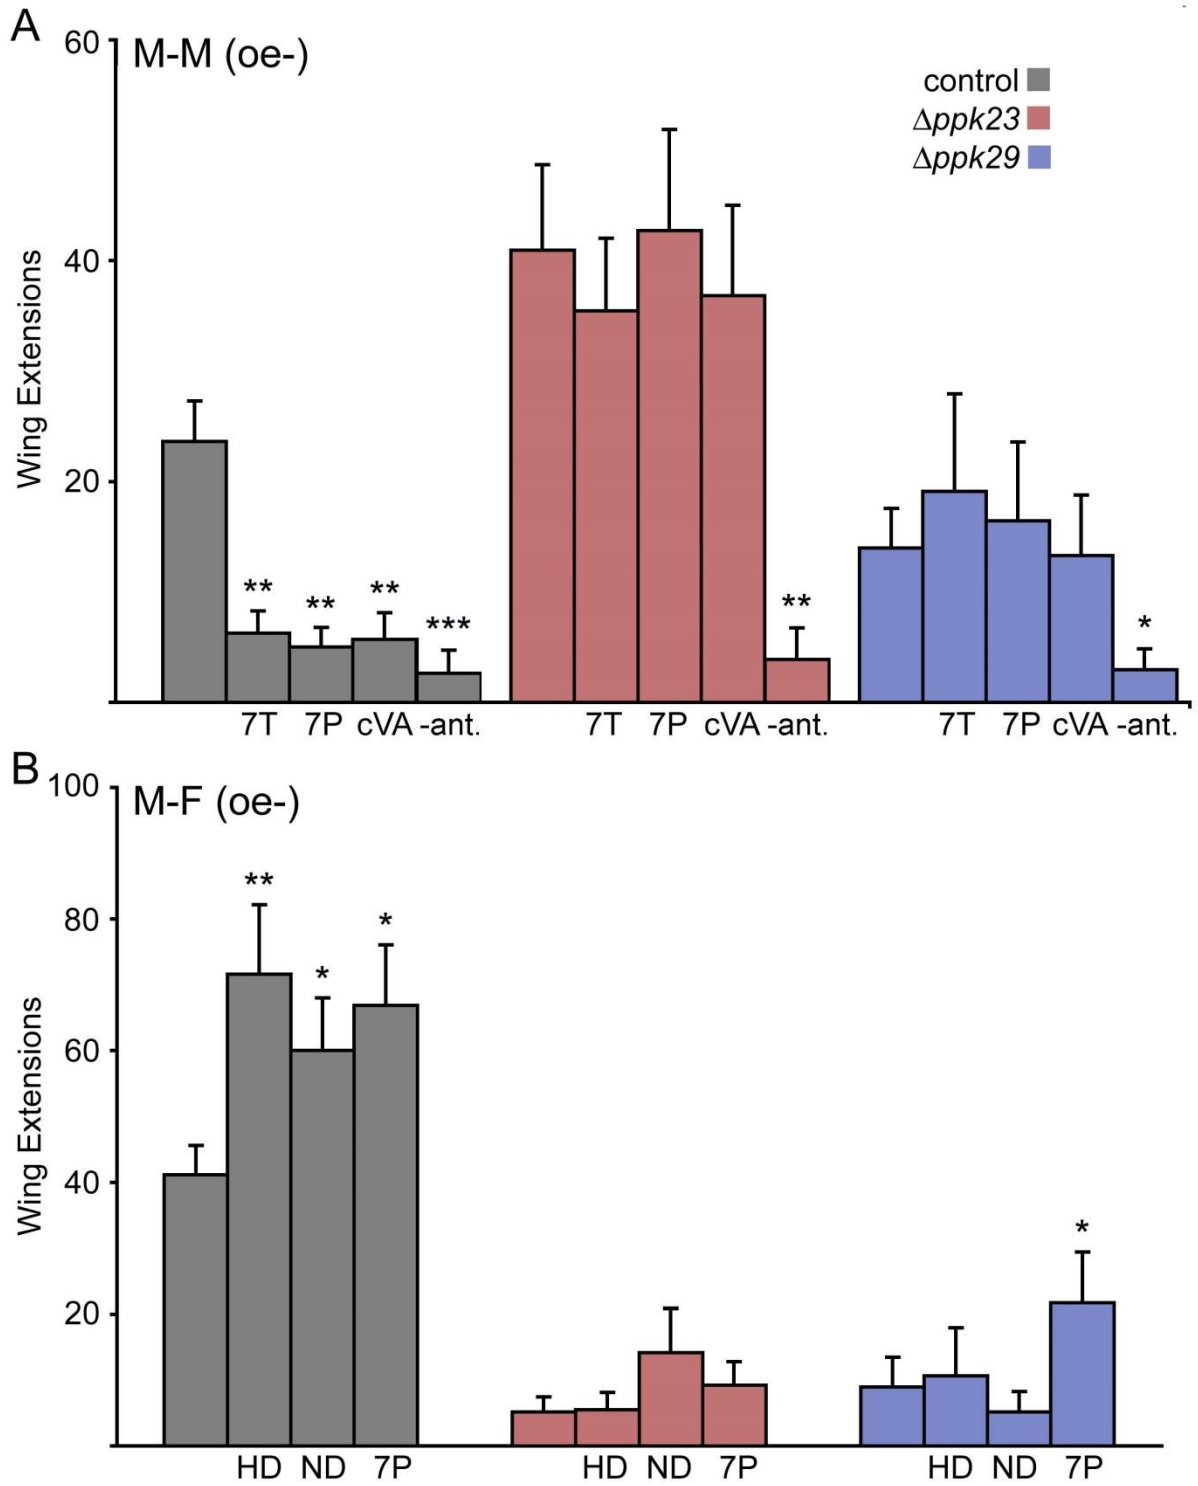 A
M-M (oe-)
control
Δppk23
Δppk29
Wing Extensions
60
40
20
** ** ** *** ** *
7T 7P cVA -ant. 7T 7P cVA -ant. 7T 7P cVA -ant.
B
M-F (oe-)
Wing Extensions
100
80
60
40
20
** * * *
HD ND 7P HD ND 7P HD ND 7P